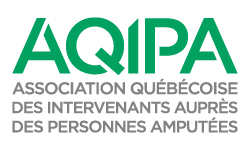 AQIPA
ASSOCIATION QUÉBÉCOISE
DES INTERVENANTS AUPRÈS
DES PERSONNES AMPUTÉES